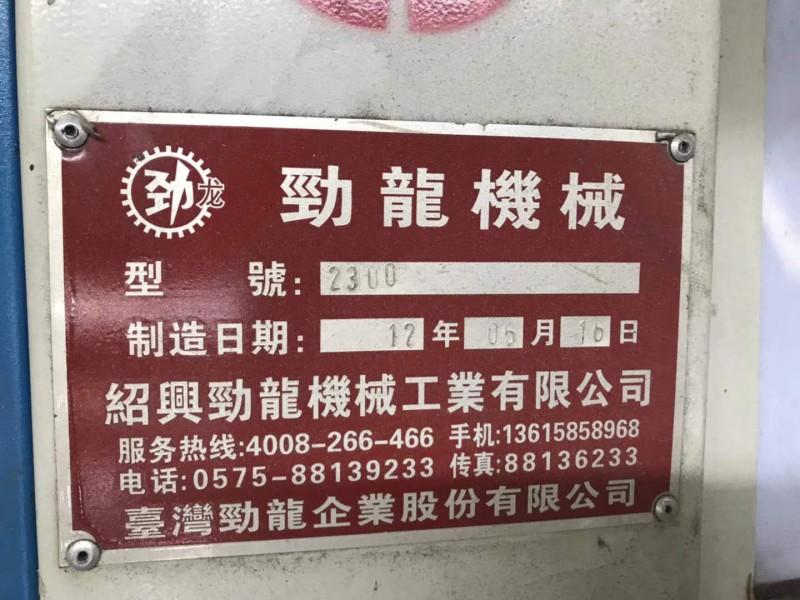 劲龙 勁龍機械
型 號: 2300
制造日期: 12 年 05 月 16 日
紹興勁龍機械工業有限公司
服务热线:4008-266-466 手机:13615858968
电话:0575-88139233 传真:88136233
臺灣勁龍企業股份有限公司